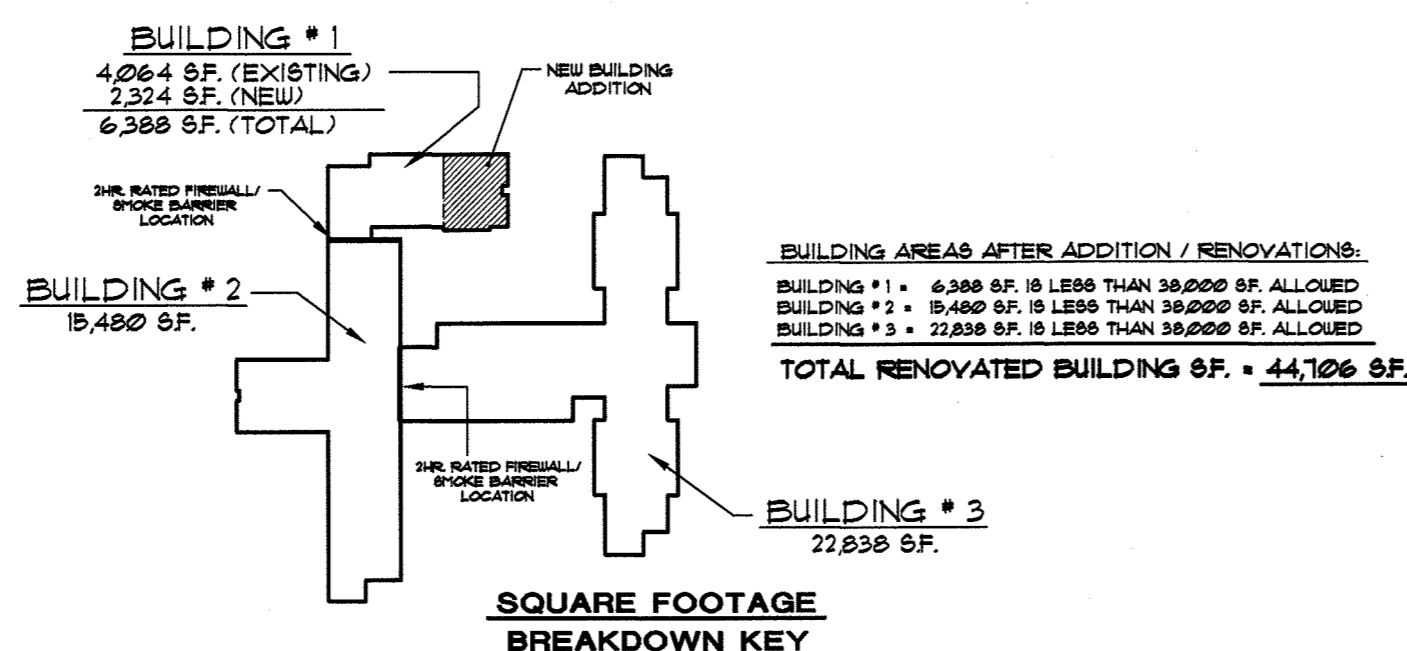 BUILDING # 1
4,064 S.F. (EXISTING)
2,324 S.F. (NEW)
6,388 S.F. (TOTAL)
NEW BUILDING
ADDITION
2HR. RATED FIREWALL/
SMOKE BARRIER
LOCATION
BUILDING # 2
15,480 S.F.
BUILDING AREAS AFTER ADDITION / RENOVATIONS:
BUILDING # 1 = 6,388 S.F. IS LESS THAN 38,000 S.F. ALLOWED
BUILDING # 2 = 15,480 S.F. IS LESS THAN 38,000 S.F. ALLOWED
BUILDING # 3 = 22,838 S.F. IS LESS THAN 38,000 S.F. ALLOWED
TOTAL RENOVATED BUILDING S.F. = 44,706 S.F.
2HR. RATED FIREWALL/
SMOKE BARRIER
LOCATION
BUILDING # 3
22,838 S.F.
SQUARE FOOTAGE
BREAKDOWN KEY